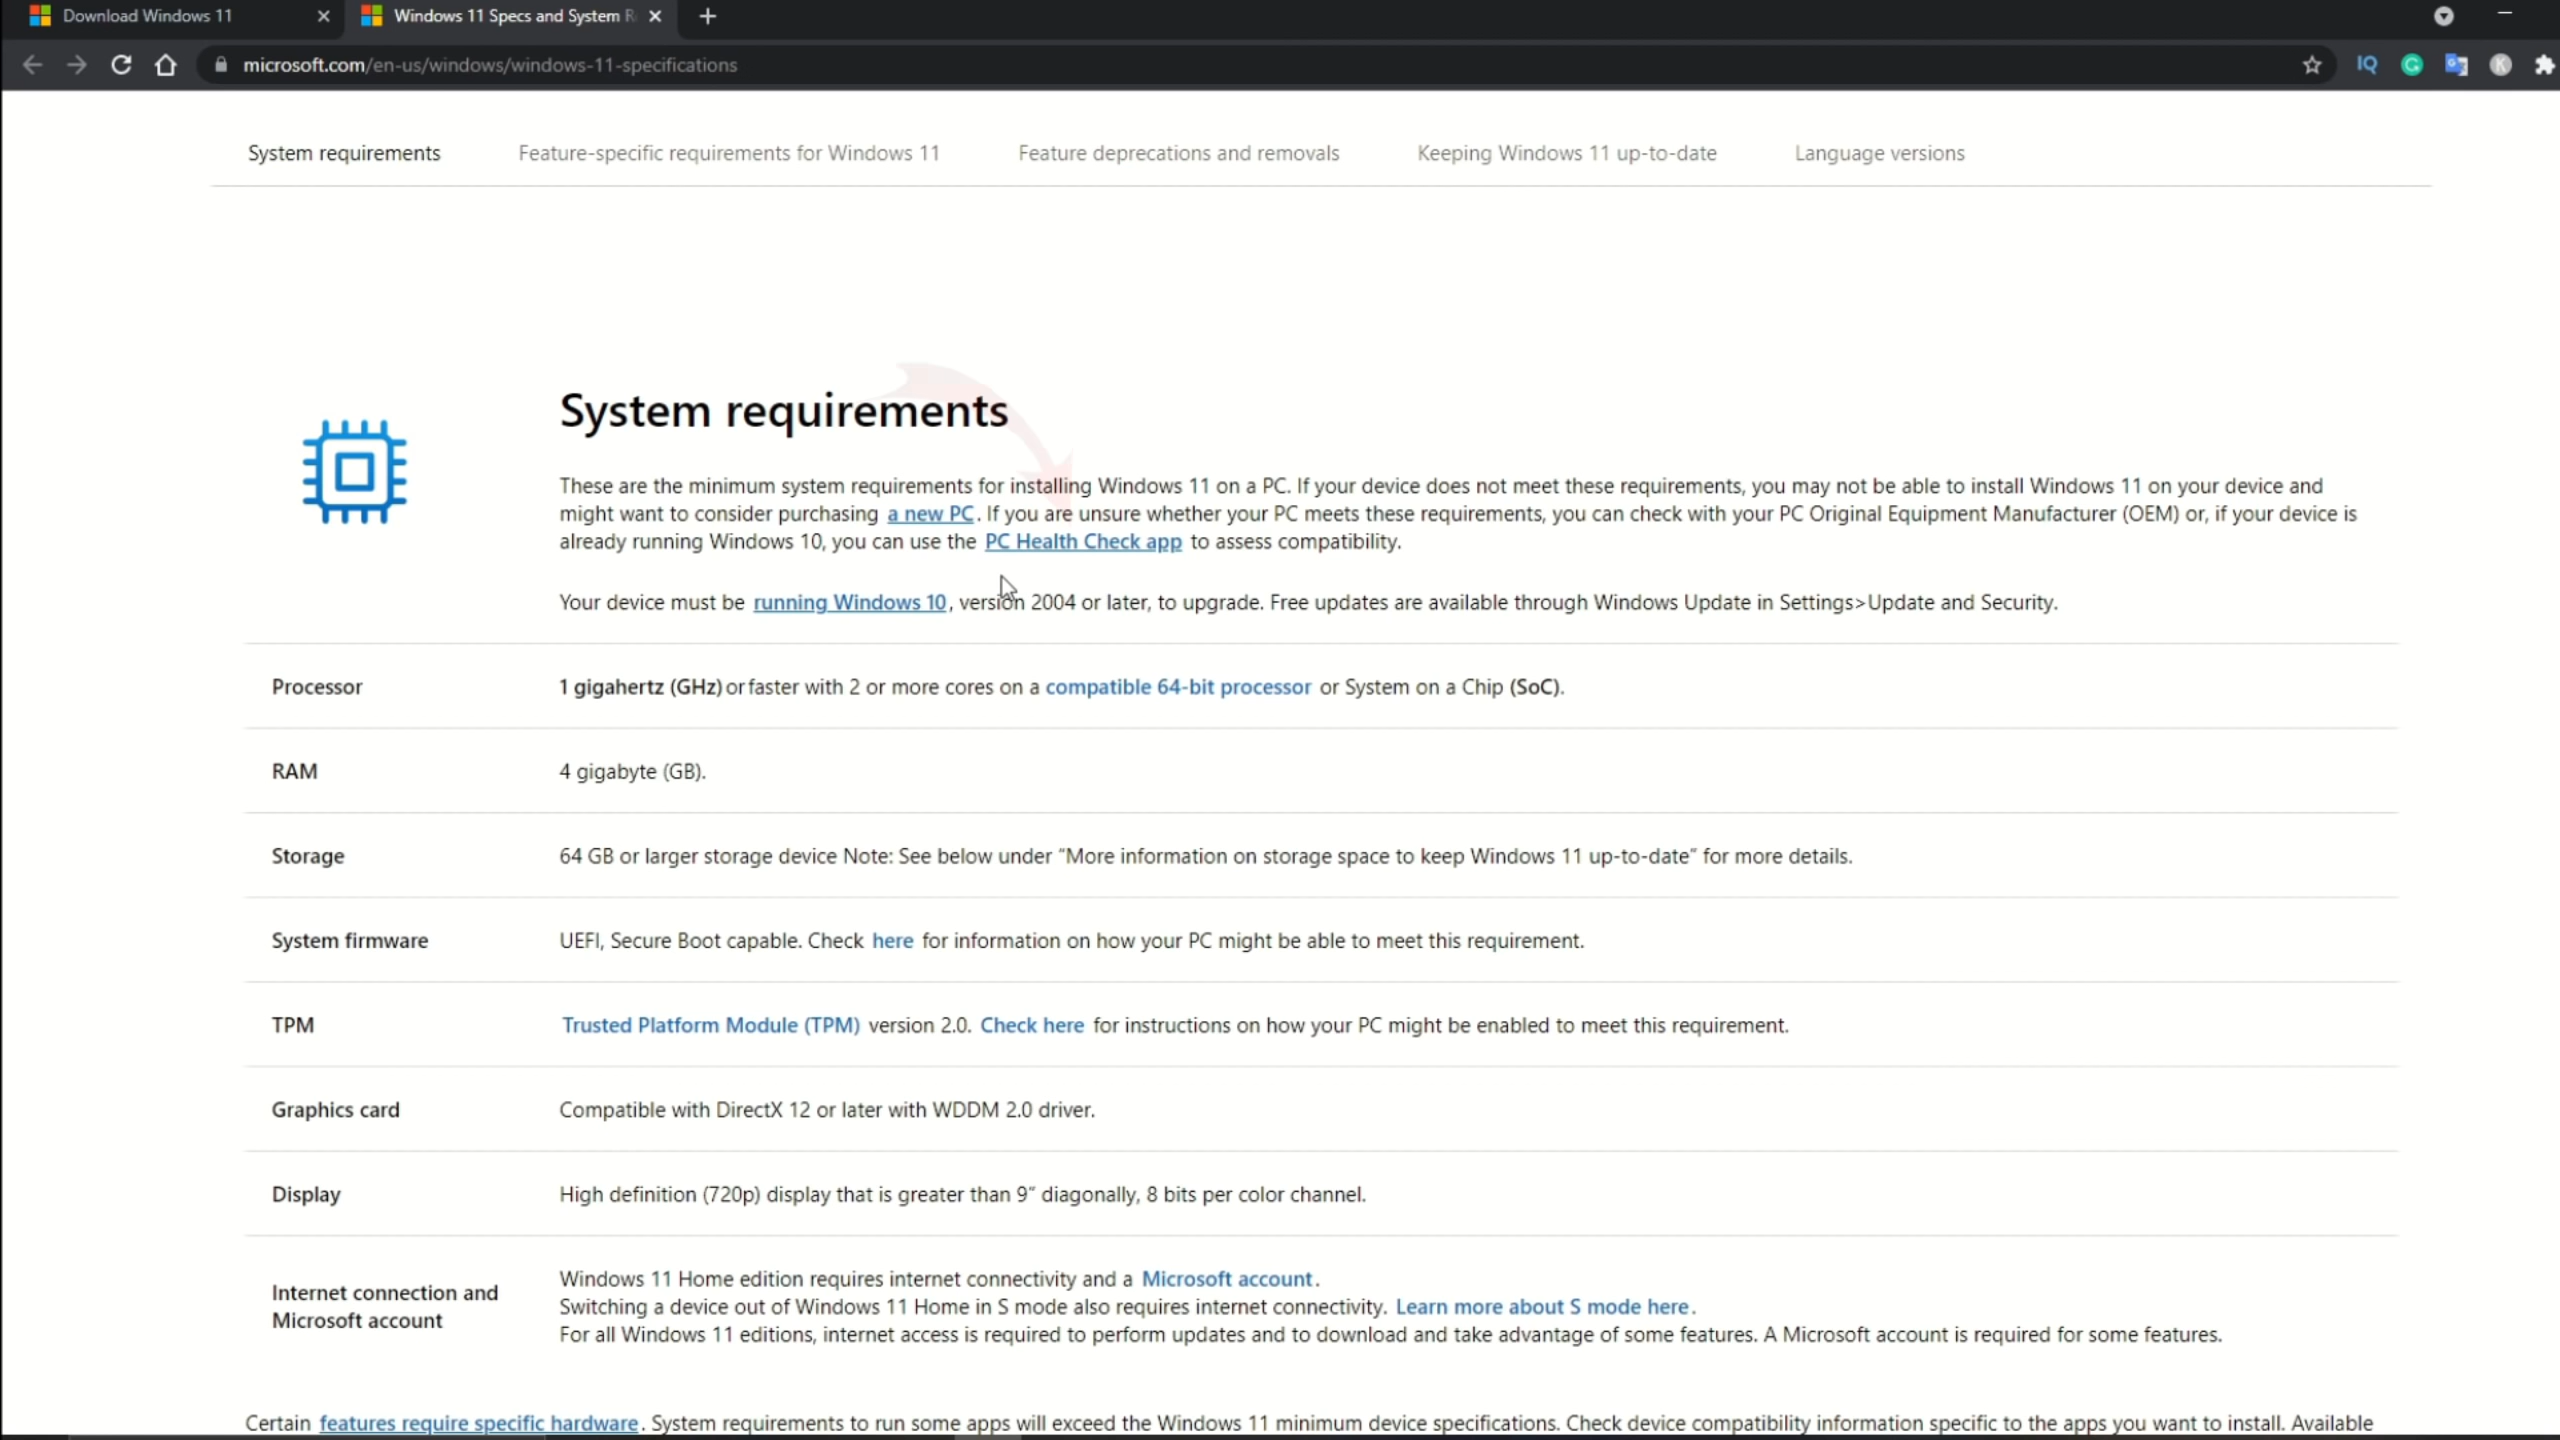 Download Windows 11
Windows 11 Specs and System R
microsoft.com/en-us/windows/windows-11-specifications
IQ
System requirements
Feature-specific requirements for Windows 11
Feature deprecations and removals
Keeping Windows 11 up-to-date
Language versions
System requirements
These are the minimum system requirements for installing Windows 11 on a PC. If your device does not meet these requirements, you may not be able to install Windows 11 on your device and
might want to consider purchasing a new PC. If you are unsure whether your PC meets these requirements, you can check with your PC Original Equipment Manufacturer (OEM) or, if your device is
already running Windows 10, you can use the PC Health Check app to assess compatibility.
Your device must be running Windows 10, version 2004 or later, to upgrade. Free updates are available through Windows Update in Settings>Update and Security.
Processor
1 gigahertz (GHz) or faster with 2 or more cores on a compatible 64-bit processor or System on a Chip (SoC).
RAM
4 gigabyte (GB).
Storage
64 GB or larger storage device Note: See below under “More information on storage space to keep Windows 11 up-to-date” for more details.
System firmware
UEFI, Secure Boot capable. Check here for information on how your PC might be able to meet this requirement.
TPM
Trusted Platform Module (TPM) version 2.0. Check here for instructions on how your PC might be enabled to meet this requirement.
Graphics card
Compatible with DirectX 12 or later with WDDM 2.0 driver.
Display
High definition (720p) display that is greater than 9” diagonally, 8 bits per color channel.
Internet connection and
Microsoft account
Windows 11 Home edition requires internet connectivity and a Microsoft account.
Switching a device out of Windows 11 Home in S mode also requires internet connectivity. Learn more about S mode here.
For all Windows 11 editions, internet access is required to perform updates and to download and take advantage of some features. A Microsoft account is required for some features.
Certain features require specific hardware. System requirements to run some apps will exceed the Windows 11 minimum device specifications. Check device compatibility information specific to the apps you want to install. Available